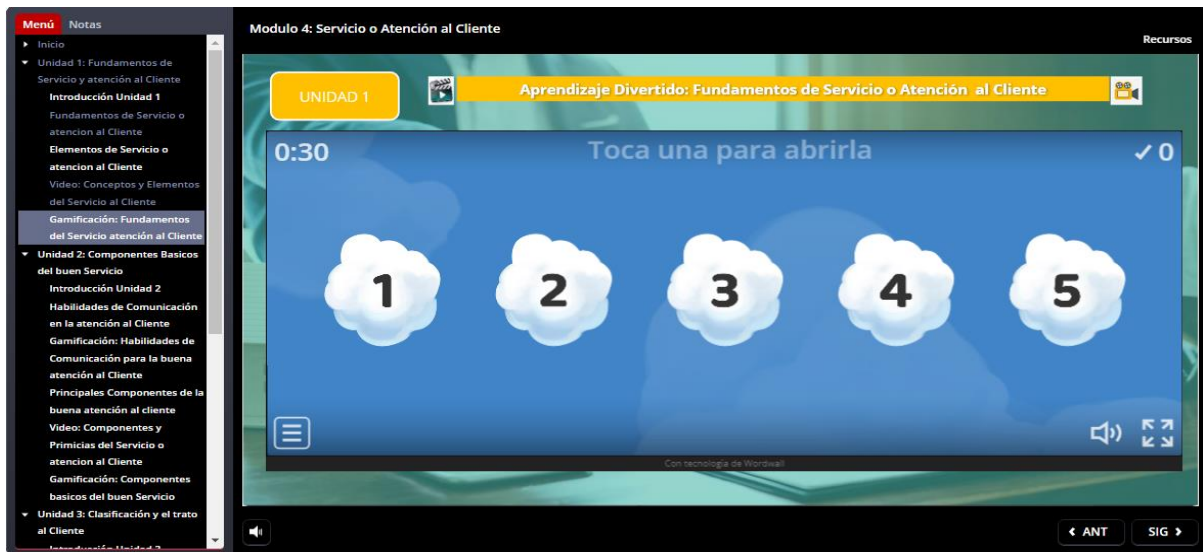 Menú Notas
Inicio
Unidad 1: Fundamentos de
Servicio y atención al Cliente
Introducción Unidad 1
Fundamentos de Servicio o
atencion al Cliente
Elementos de Servicio o
atencion al Cliente
Video: Conceptos y Elementos
del Servicio al Cliente
Gamificación: Fundamentos
del Servicio atención al Cliente
Unidad 2: Componentes Basicos
del buen Servicio
Introducción Unidad 2
Habilidades de Comunicación
en la atención al Cliente
Gamificación: Habilidades de
Comunicación para la buena
atención al Cliente
Principales Componentes de la
buena atención al cliente
Video: Componentes y
Primicias del Servicio o
atencion al Cliente
Gamificación: Componentes
basicos del buen Servicio
Unidad 3: Clasificación y el trato
al Cliente
Modulo 4: Servicio o Atención al Cliente
Recursos
UNIDAD 1
Aprendizaje Divertido: Fundamentos de Servicio o Atención al Cliente
0:30
Toca una para abrirla
✓ 0
1 2 3 4 5
Con tecnología de Wordwall
ANT
SIG